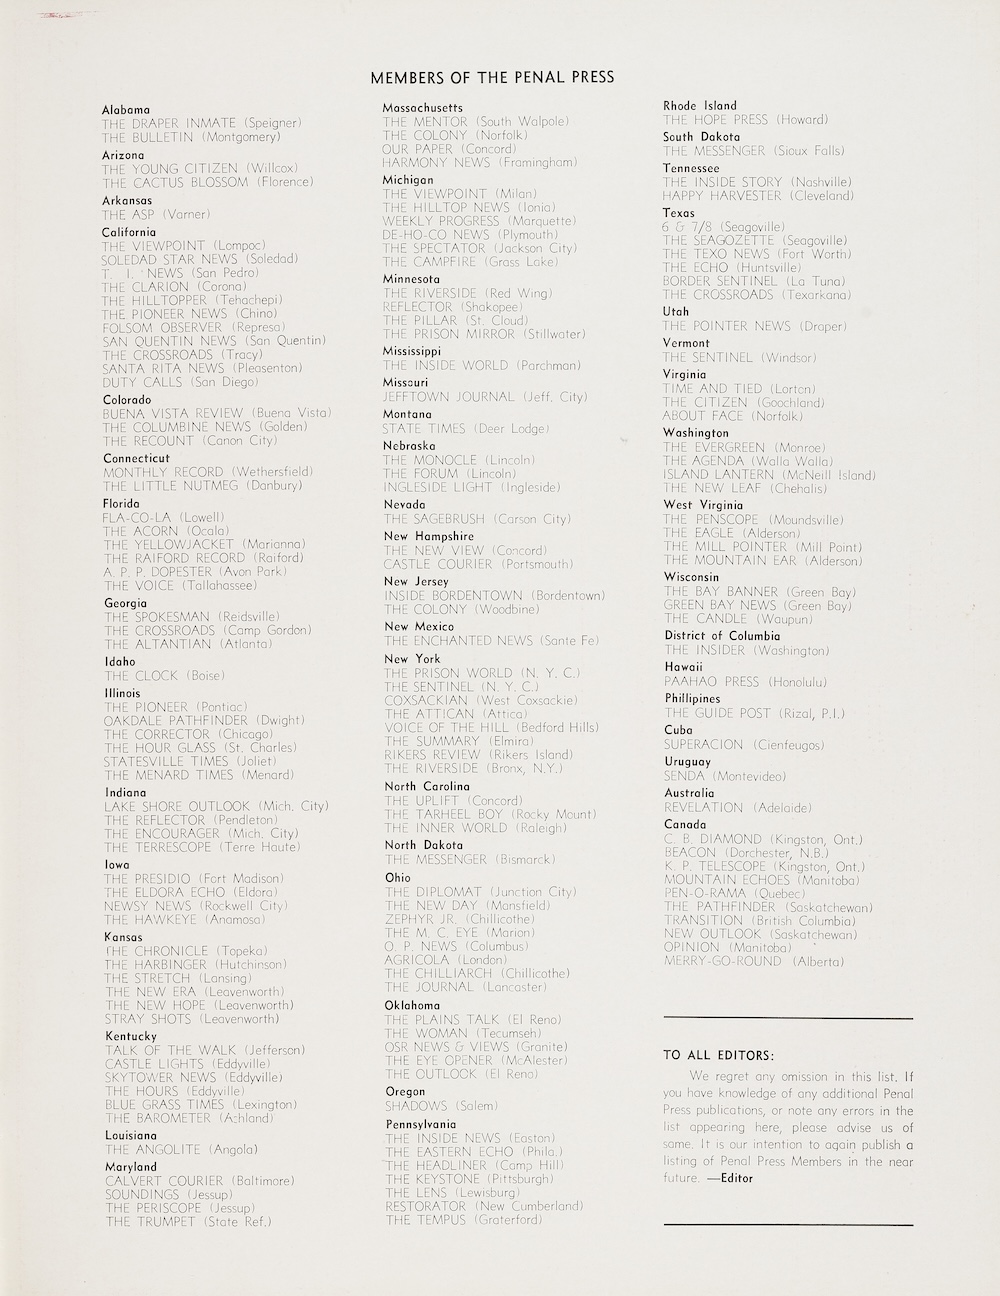 MEMBERS OF THE PENAL PRESS
Alabama
THE DRAPER INMATE (Speigner)
THE BULLETIN (Montgomery)
Arizona
THE YOUNG CITIZEN (Willcox)
THE CACTUS BLOSSOM (Florence)
Arkansas
THE ASP (Varner)
California
THE VIEWPOINT (Lompoc)
SOLEDAD STAR NEWS (Soledad)
T. I. NEWS (San Pedro)
THE CLARION (Corona)
THE HILLTOPPER (Tehachepi)
THE PIONEER NEWS (Chino)
FOLSOM OBSERVER (Represa)
SAN QUENTIN NEWS (San Quentin)
THE CROSSROADS (Tracy)
SANTA RITA NEWS (Pleasenton)
DUTY CALLS (San Diego)
Colorado
BUENA VISTA REVIEW (Buena Vista)
THE COLUMBINE NEWS (Golden)
THE RECOUNT (Canon City)
Connecticut
MONTHLY RECORD (Wethersfield)
THE LITTLE NUTMEG (Danbury)
Florida
FLA-CO-LA (Lowell)
THE ACORN (Ocala)
THE YELLOWJACKET (Marianna)
THE RAIFORD RECORD (Raiford)
A. P. P. DOPESTER (Avon Park)
THE VOICE (Tallahassee)
Georgia
THE SPOKESMAN (Reidsville)
THE CROSSROADS (Camp Gordon)
THE ALTANTIAN (Atlanta)
Idaho
THE CLOCK (Boise)
Illinois
THE PIONEER (Pontiac)
OAKDALE PATHFINDER (Dwight)
THE CORRECTOR (Chicago)
THE HOUR GLASS (St. Charles)
STATESVILLE TIMES (Joliet)
THE MENARD TIMES (Menard)
Indiana
LAKE SHORE OUTLOOK (Mich. City)
THE REFLECTOR (Pendleton)
THE ENCOURAGER (Mich. City)
THE TERRESCOPE (Terre Haute)
Iowa
THE PRESIDIO (Fort Madison)
THE ELDORA ECHO (Eldora)
NEWSY NEWS (Rockwell City)
THE HAWKEYE (Anamosa)
Kansas
THE CHRONICLE (Topeka)
THE HARBINGER (Hutchinson)
THE STRETCH (Lansing)
THE NEW ERA (Leavenworth)
THE NEW HOPE (Leavenworth)
STRAY SHOTS (Leavenworth)
Kentucky
TALK OF THE WALK (Jefferson)
CASTLE LIGHTS (Eddyville)
SKYTOWER NEWS (Eddyville)
THE HOURS (Eddyville)
BLUE GRASS TIMES (Lexington)
THE BAROMETER (Ashland)
Louisiana
THE ANGOLITE (Angola)
Maryland
CALVERT COURIER (Baltimore)
SOUNDINGS (Jessup)
THE PERISCOPE (Jessup)
THE TRUMPET (State Ref.)
Massachusetts
THE MENTOR (South Walpole)
THE COLONY (Norfolk)
OUR PAPER (Concord)
HARMONY NEWS (Framingham)
Michigan
THE VIEWPOINT (Milan)
THE HILLTOP NEWS (Ionia)
WEEKLY PROGRESS (Marquette)
DE-HO-CO NEWS (Plymouth)
THE SPECTATOR (Jackson City)
THE CAMPFIRE (Grass Lake)
Minnesota
THE RIVERSIDE (Red Wing)
REFLECTOR (Shakopee)
THE PILLAR (St. Cloud)
THE PRISON MIRROR (Stillwater)
Mississippi
THE INSIDE WORLD (Parchman)
Missouri
JEFFTOWN JOURNAL (Jeff. City)
Montana
STATE TIMES (Deer Lodge)
Nebraska
THE MONOCLE (Lincoln)
THE FORUM (Lincoln)
INGLESIDE LIGHT (Ingleside)
Nevada
THE SAGEBRUSH (Carson City)
New Hampshire
THE NEW VIEW (Concord)
CASTLE COURIER (Portsmouth)
New Jersey
INSIDE BORDENTOWN (Bordentown)
THE COLONY (Woodbine)
New Mexico
THE ENCHANTED NEWS (Sante Fe)
New York
THE PRISON WORLD (N. Y. C.)
THE SENTINEL (N. Y. C.)
COXSACKIAN (West Coxsackie)
THE ATTICAN (Attica)
VOICE OF THE HILL (Bedford Hills)
THE SUMMARY (Elmira)
RIKERS REVIEW (Rikers Island)
THE RIVERSIDE (Bronx, N.Y.)
North Carolina
THE UPLIFT (Concord)
THE TARHEEL BOY (Rocky Mount)
THE INNER WORLD (Raleigh)
North Dakota
THE MESSENGER (Bismarck)
Ohio
THE DIPLOMAT (Junction City)
THE NEW DAY (Mansfield)
ZEPHYR JR. (Chillicothe)
THE M. C. EYE (Marion)
O. P. NEWS (Columbus)
AGRICOLA (London)
THE CHILLIARCH (Chillicothe)
THE JOURNAL (Lancaster)
Oklahoma
THE PLAINS TALK (El Reno)
THE WOMAN (Tecumseh)
OSR NEWS & VIEWS (Granite)
THE EYE OPENER (McAlester)
THE OUTLOOK (El Reno)
Oregon
SHADOWS (Salem)
Pennsylvania
THE INSIDE NEWS (Easton)
THE EASTERN ECHO (Phila.)
THE HEADLINER (Camp Hill)
THE KEYSTONE (Pittsburgh)
THE LENS (Lewisburg)
RESTORATOR (New Cumberland)
THE TEMPUS (Graterford)
Rhode Island
THE HOPE PRESS (Howard)
South Dakota
THE MESSENGER (Sioux Falls)
Tennessee
THE INSIDE STORY (Nashville)
HAPPY HARVESTER (Cleveland)
Texas
6 & 7/8 (Seagoville)
THE SEAGOZETTE (Seagoville)
THE TEXO NEWS (Fort Worth)
THE ECHO (Huntsville)
BORDER SENTINEL (La Tuna)
THE CROSSROADS (Texarkana)
Utah
THE POINTER NEWS (Draper)
Vermont
THE SENTINEL (Windsor)
Virginia
TIME AND TIED (Lorton)
THE CITIZEN (Goochland)
ABOUT FACE (Norfolk)
Washington
THE EVERGREEN (Monroe)
THE AGENDA (Walla Walla)
ISLAND LANTERN (McNeill Island)
THE NEW LEAF (Chehalis)
West Virginia
THE PENSCOPE (Moundsville)
THE EAGLE (Alderson)
THE MILL POINTER (Mill Point)
THE MOUNTAIN EAR (Alderson)
Wisconsin
THE BAY BANNER (Green Bay)
GREEN BAY NEWS (Green Bay)
THE CANDLE (Waupun)
District of Columbia
THE INSIDER (Washington)
Hawaii
PAAHAO PRESS (Honolulu)
Phillipines
THE GUIDE POST (Rizal, P.I.)
Cuba
SUPERACION (Cienfeugos)
Uruguay
SENDA (Montevideo)
Australia
REVELATION (Adelaide)
Canada
C. B. DIAMOND (Kingston, Ont.)
BEACON (Dorchester, N.B.)
K. P. TELESCOPE (Kingston, Ont.)
MOUNTAIN ECHOES (Manitoba)
PEN-O-RAMA (Quebec)
THE PATHFINDER (Saskatchewan)
TRANSITION (British Columbia)
NEW OUTLOOK (Saskatchewan)
OPINION (Manitoba)
MERRY-GO-ROUND (Alberta)
TO ALL EDITORS:
We regret any omission in this list. If
you have knowledge of any additional Penal
Press publications, or note any errors in the
list appearing here, please advise us of
same. It is our intention to again publish a
listing of Penal Press Members in the near
future. —Editor